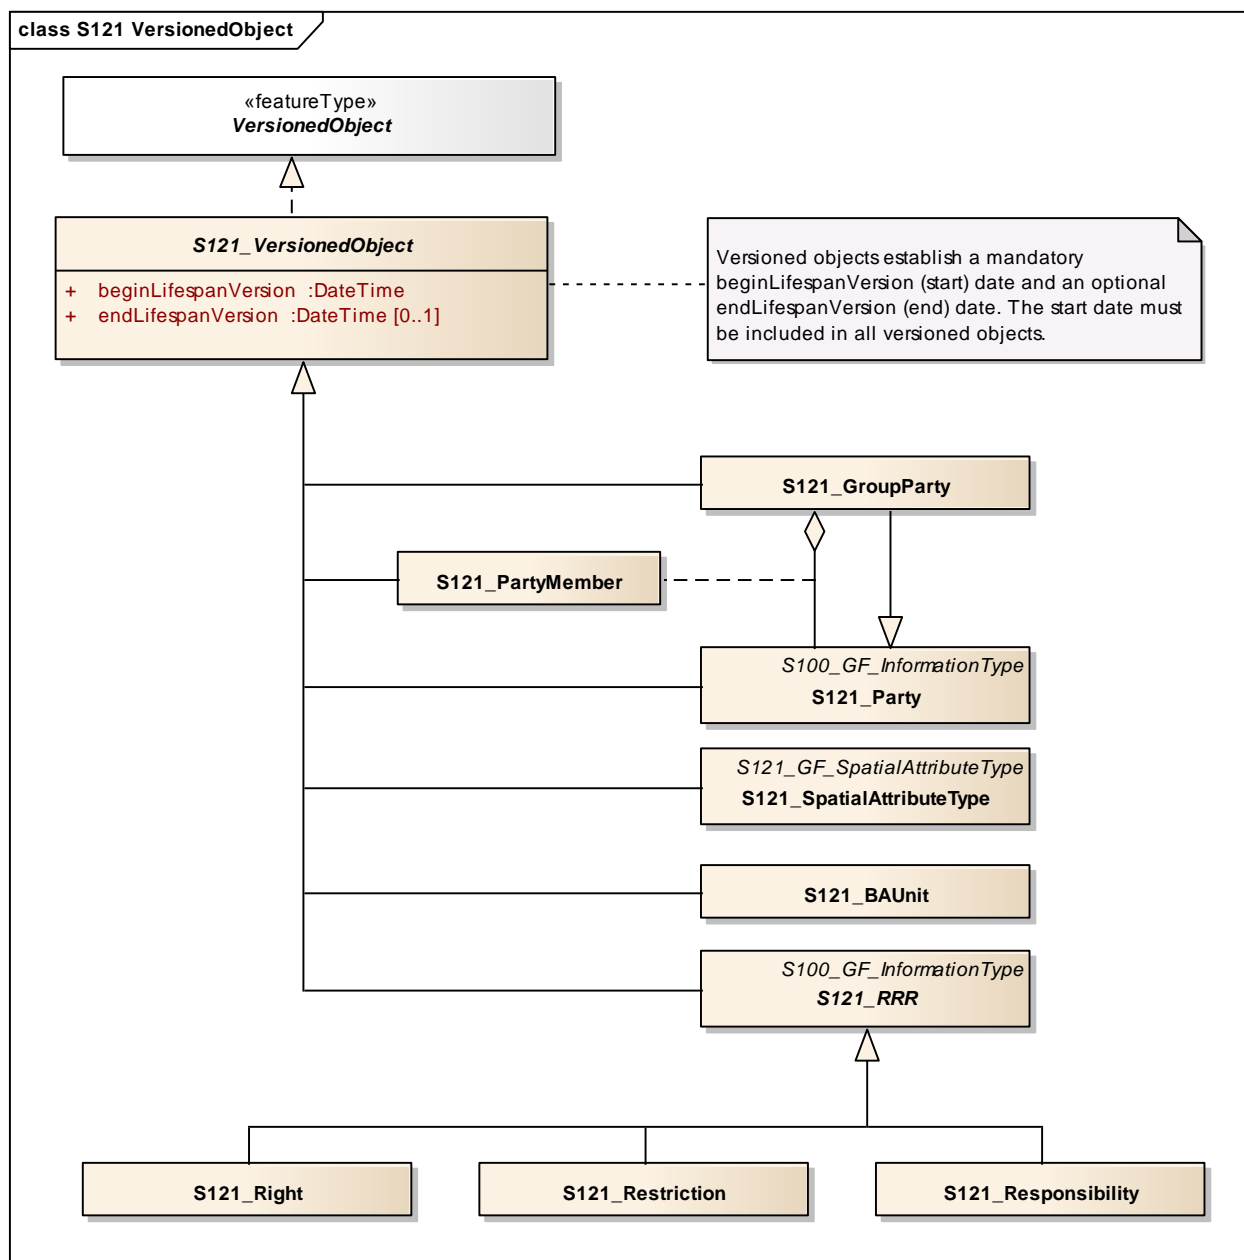 class S121 VersionedObject
«featureType»
VersionedObject
S121_VersionedObject
+ beginLifespanVersion :DateTime
+ endLifespanVersion :DateTime [0..1]
Versioned objects establish a mandatory
beginLifespanVersion (start) date and an optional
endLifespanVersion (end) date. The start date must
be included in all versioned objects.
S121_GroupParty
S121_PartyMember
S100_GF_InformationType
S121_Party
S121_GF_SpatialAttributeType
S121_SpatialAttributeType
S121_BAUnit
S100_GF_InformationType
S121_RRR
S121_Right
S121_Restriction
S121_Responsibility